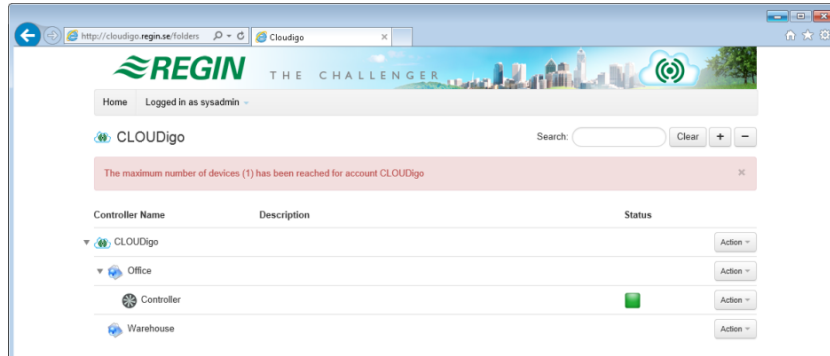 http://cloudigo.regin.se/folders
Cloudigo
REGIN THE CHALLENGER
Home Logged in as sysadmin
CLOUDigo Search: Clear + −
The maximum number of devices (1) has been reached for account CLOUDigo ×
Controller Name Description Status
CLOUDigo Action
Office Action
Controller Action
Warehouse Action